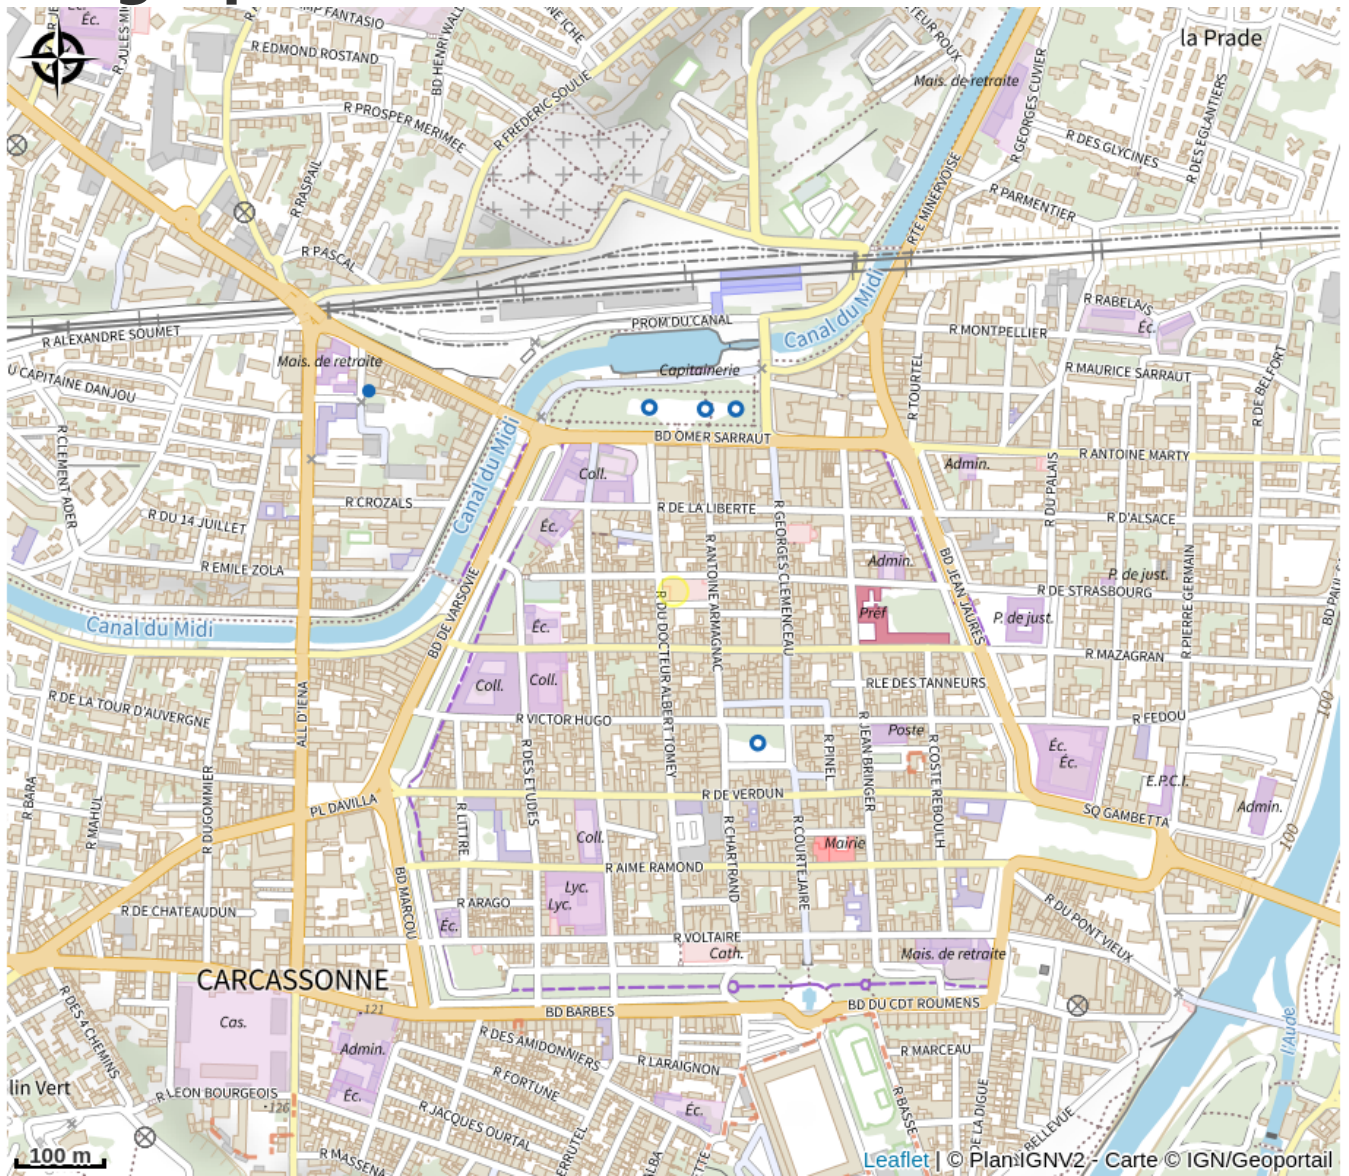 Éc.
R JULES MI
R CAMP FANTASIO
R EDMOND ROSTAND
BD HENRI WALL
R FREDERIC SOULIE
R PROSPER MERIMEE
R RASPAIL
R PASCAL
la Prade
Mais. de retraite
R GEORGES CUVIER
R DES GLYCINES
R DES EGLANTIERS
R PARMENTIER
RTE MINERVOISE
R ALEXANDRE SOUMET
Mais. de retraite
U CAPITAINE DANJOU
R CLEMENT ADER
PROM DU CANAL
Canal du Midi
Capitainerie
R RABELAIS
Éc.
R MONTPELLIER
R MAURICE SARRAUT
R TOURTEL
R DE BELFORT
BD OMER SARRAUT
R ANTOINE MARTY
Admin.
Coll.
Canal du Midi
R CROZALS
R DU 14 JUILLET
R EMILE ZOLA
Éc.
R DE LA LIBERTE
R GEORGES CLEMENCEAU
R ANTOINE ARMAGNAC
R DU PALAIS
R D'ALSACE
BD JEAN JAURES
Admin.
P. de just.
R DE STRASBOURG
R PIERRE GERMAIN
Préf
P. de just.
R DU DOCTEUR ALBERT TOMEY
Canal du Midi
BD DE VARSOVIE
Éc.
R MAZAGRAN
Coll.
Coll.
RLE DES TANNEURS
R DE LA TOUR D'AUVERGNE
ALL D'IENA
R VICTOR HUGO
R FEDOU
100
R DES ETUDES
R PINEL
R JEAN BRINGER
Poste
R COSTE REBOULH
Éc.
Éc.
E.P.C.I.
Admin.
R BARA
R MAHUL
R DUGOMMIER
PL DAVILLA
R LITTRE
R DE VERDUN
SQ GAMBETTA
100
Coll.
R CHARTRAND
R COURTEJAIRE
Mairie
R AIME RAMOND
BD MARCOU
Lyc.
Lyc.
R DE CHATEAUDUN
R ARAGO
Éc.
R VOLTAIRE
Cath.
Mais. de retraite
R DU PONT VIEUX
CARCASSONNE
Cas.
121
BD BARBES
BD DU CDT ROUMENS
R DES 4 CHEMINS
Admin.
R DES AMIDONNIERS
R LARAIGNON
R MARCEAU
l'Aude
lin Vert
R LEON BOURGEOIS
126
Éc.
R FORTUNE
R JACQUES OURTAL
Éc.
R BASSE
DE LA DIGUE
BELLEVUE
R MASSENA
100 m
Leaflet | © Plan IGNV2 - Carte © IGN/Geoportail